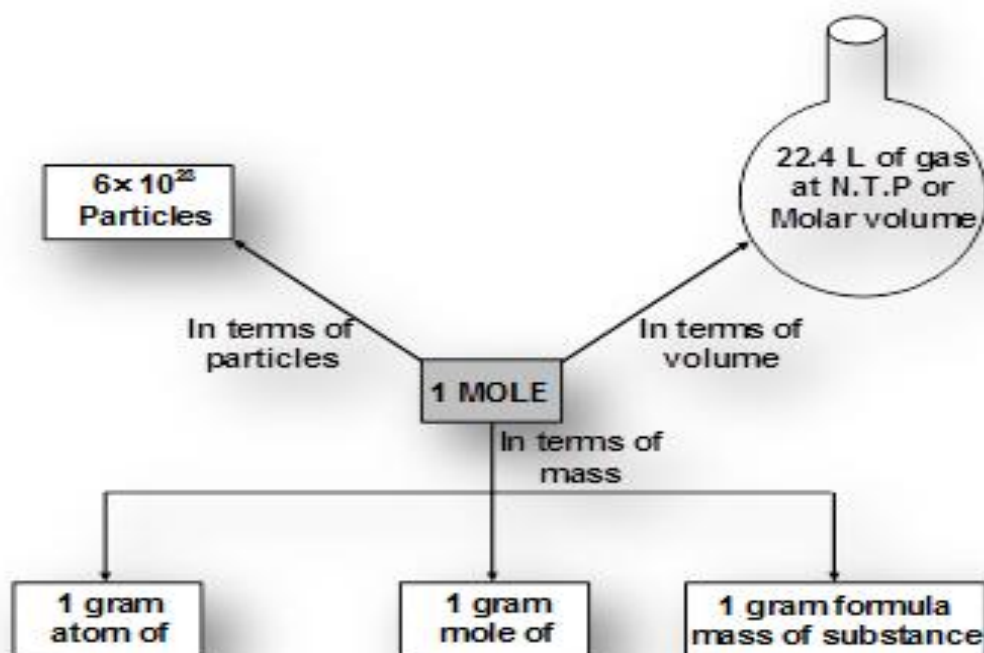 6× 10²³
Particles
22.4 L of gas
at N.T.P or
Molar volume
In terms of
particles
In terms of
volume
1 MOLE
In terms of
mass
1 gram
atom of
1 gram
mole of
1 gram formula
mass of substance